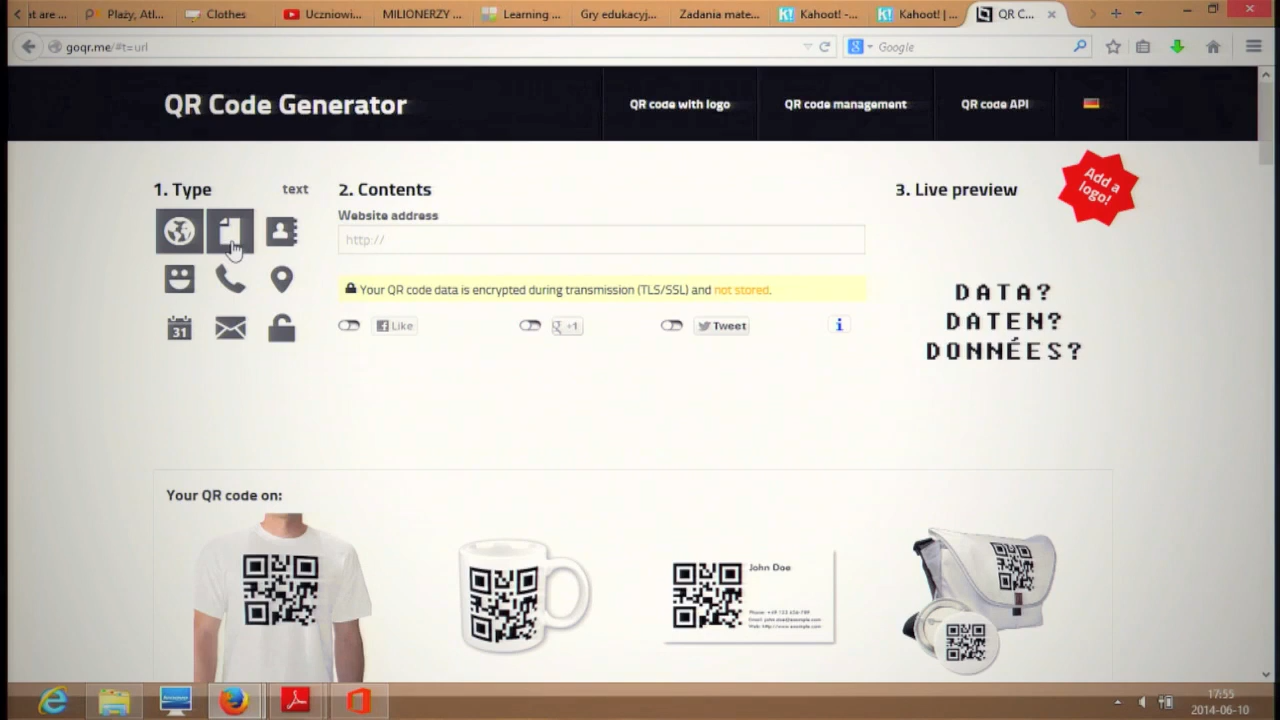 at are ...
Plaży, Atl...
Clothes
Uczniowi...
MILIONERZY ...
Learning ...
Gry edukacyj...
Zadania mate...
Kahoot! -...
Kahoot! | ...
QR C...
goqr.me/#t=url
Google
QR Code Generator
QR code with logo
QR code management
QR code API
1. Type
text
2. Contents
3. Live preview
Add a
logo!
Website address
http://
Your QR code data is encrypted during transmission (TLS/SSL) and not stored.
31
Like
+1
Tweet
i
DATA?
DATEN?
DONNÉES?
Your QR code on:
John Doe
17:55
2014-06-10